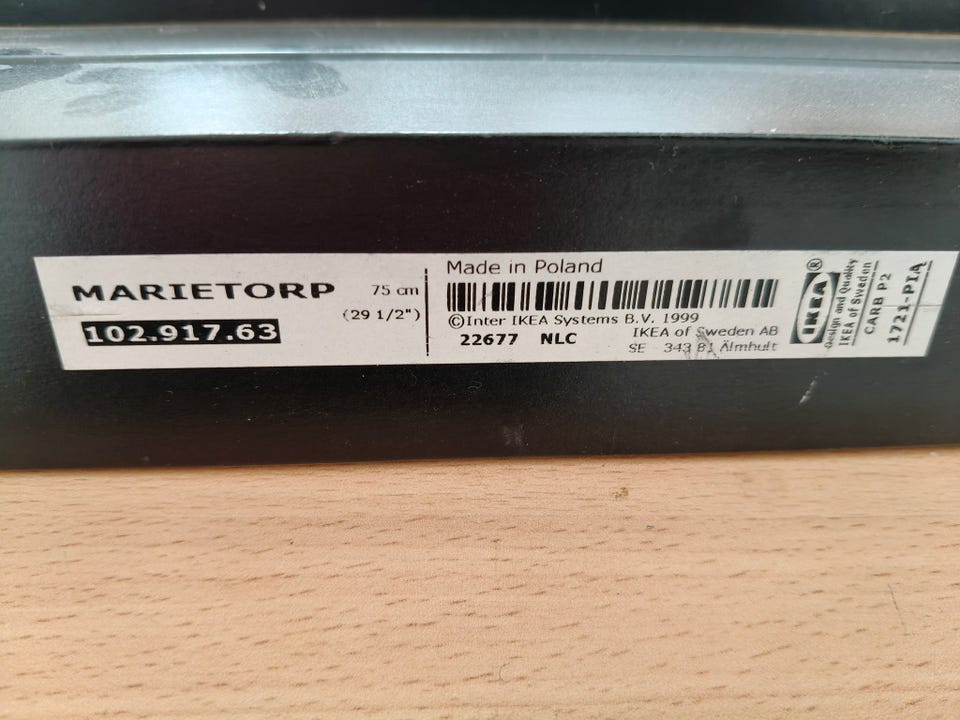 MARIETORP 75 cm
(29 1/2")
102.917.63
Made in Poland
©Inter IKEA Systems B.V. 1999
22677 NLC
IKEA of Sweden AB
SE - 343 81 Älmhult
IKEA®
Design and Quality
IKEA of Sweden
CARB P2
1721-P1A